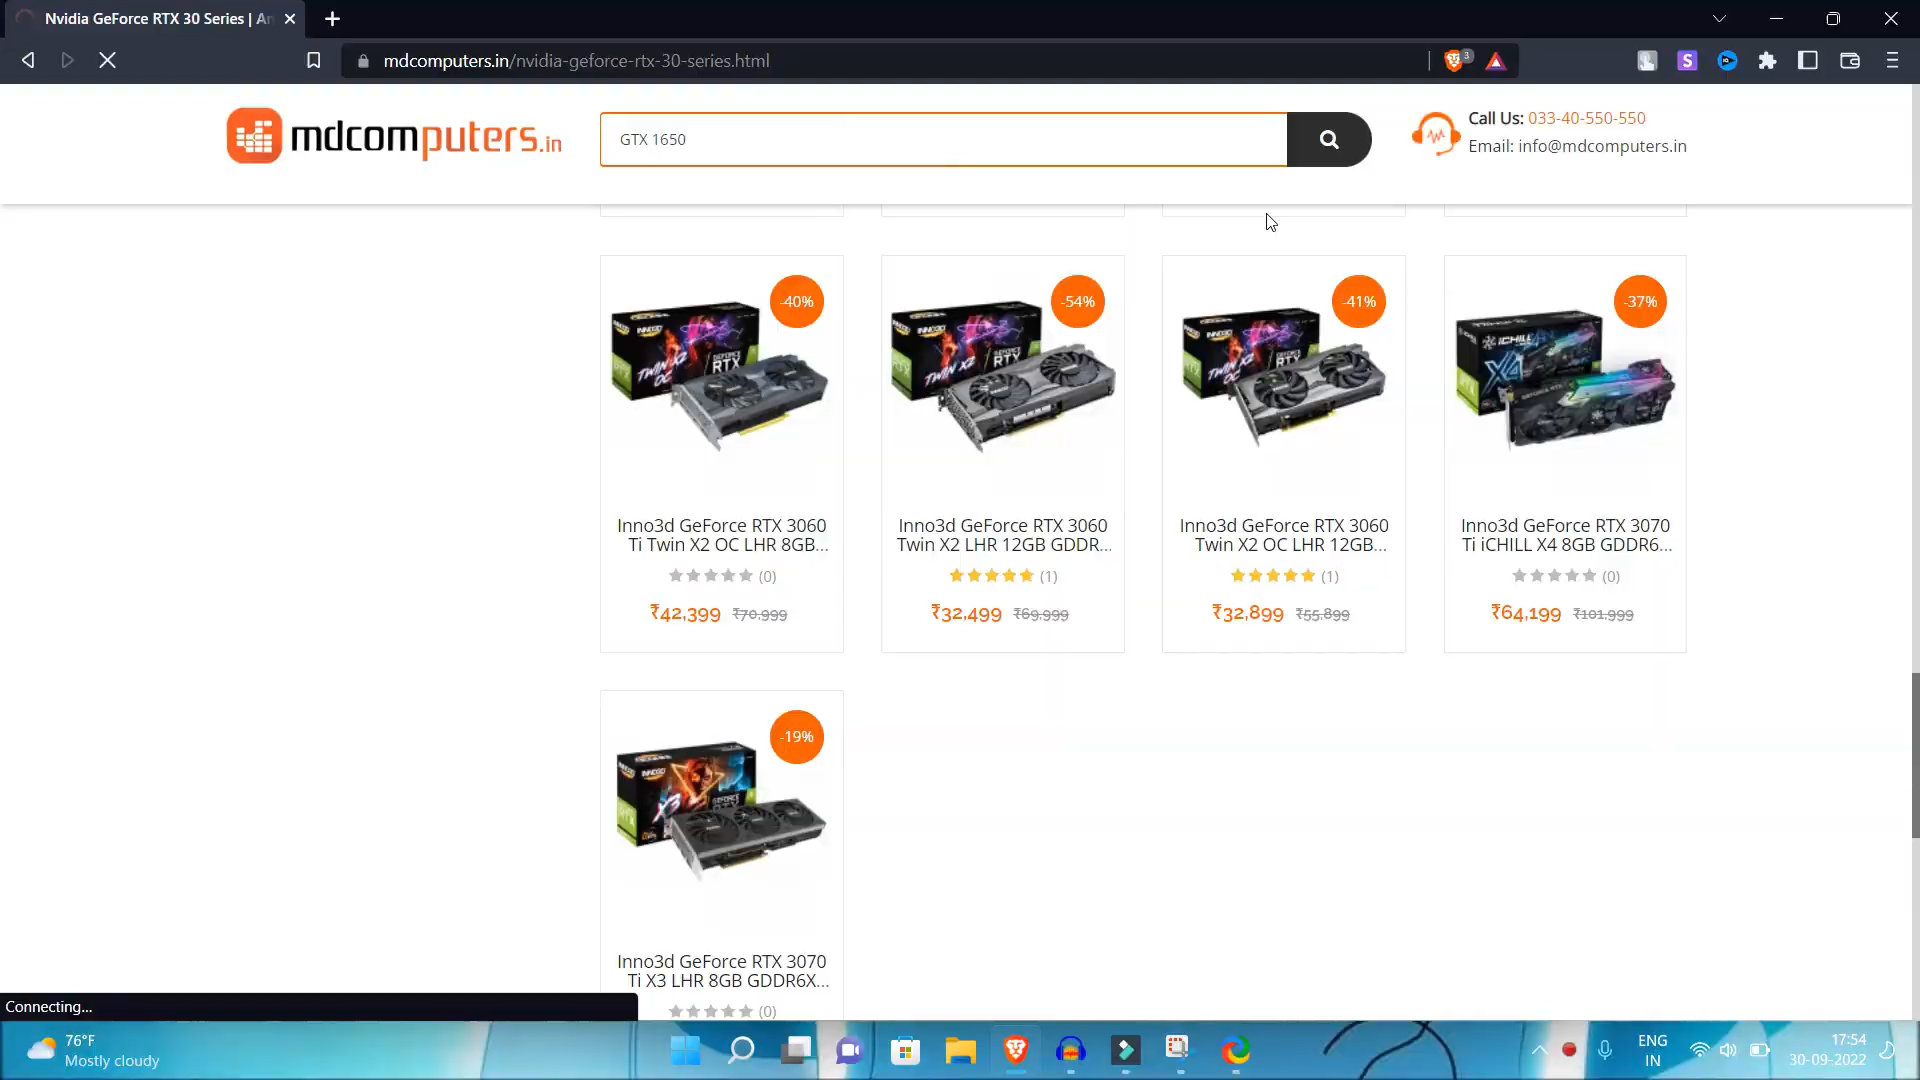 Nvidia GeForce RTX 30 Series | An
mdcomputers.in/nvidia-geforce-rtx-30-series.html
3
mdcomputers.in
GTX 1650
Call Us: 033-40-550-550
Email: info@mdcomputers.in
-40%
-54%
-41%
-37%
Inno3d GeForce RTX 3060
Ti Twin X2 OC LHR 8GB...
(0)
₹42,399 ₹70,999
Inno3d GeForce RTX 3060
Twin X2 LHR 12GB GDDR...
(1)
₹32,499 ₹69,999
Inno3d GeForce RTX 3060
Twin X2 OC LHR 12GB...
(1)
₹32,899 ₹55,899
Inno3d GeForce RTX 3070
Ti iCHILL X4 8GB GDDR6...
(0)
₹64,199 ₹101,999
-19%
Inno3d GeForce RTX 3070
Ti X3 LHR 8GB GDDR6X...
(0)
Connecting...
76°F
Mostly cloudy
ENG
IN
17:54
30-09-2022